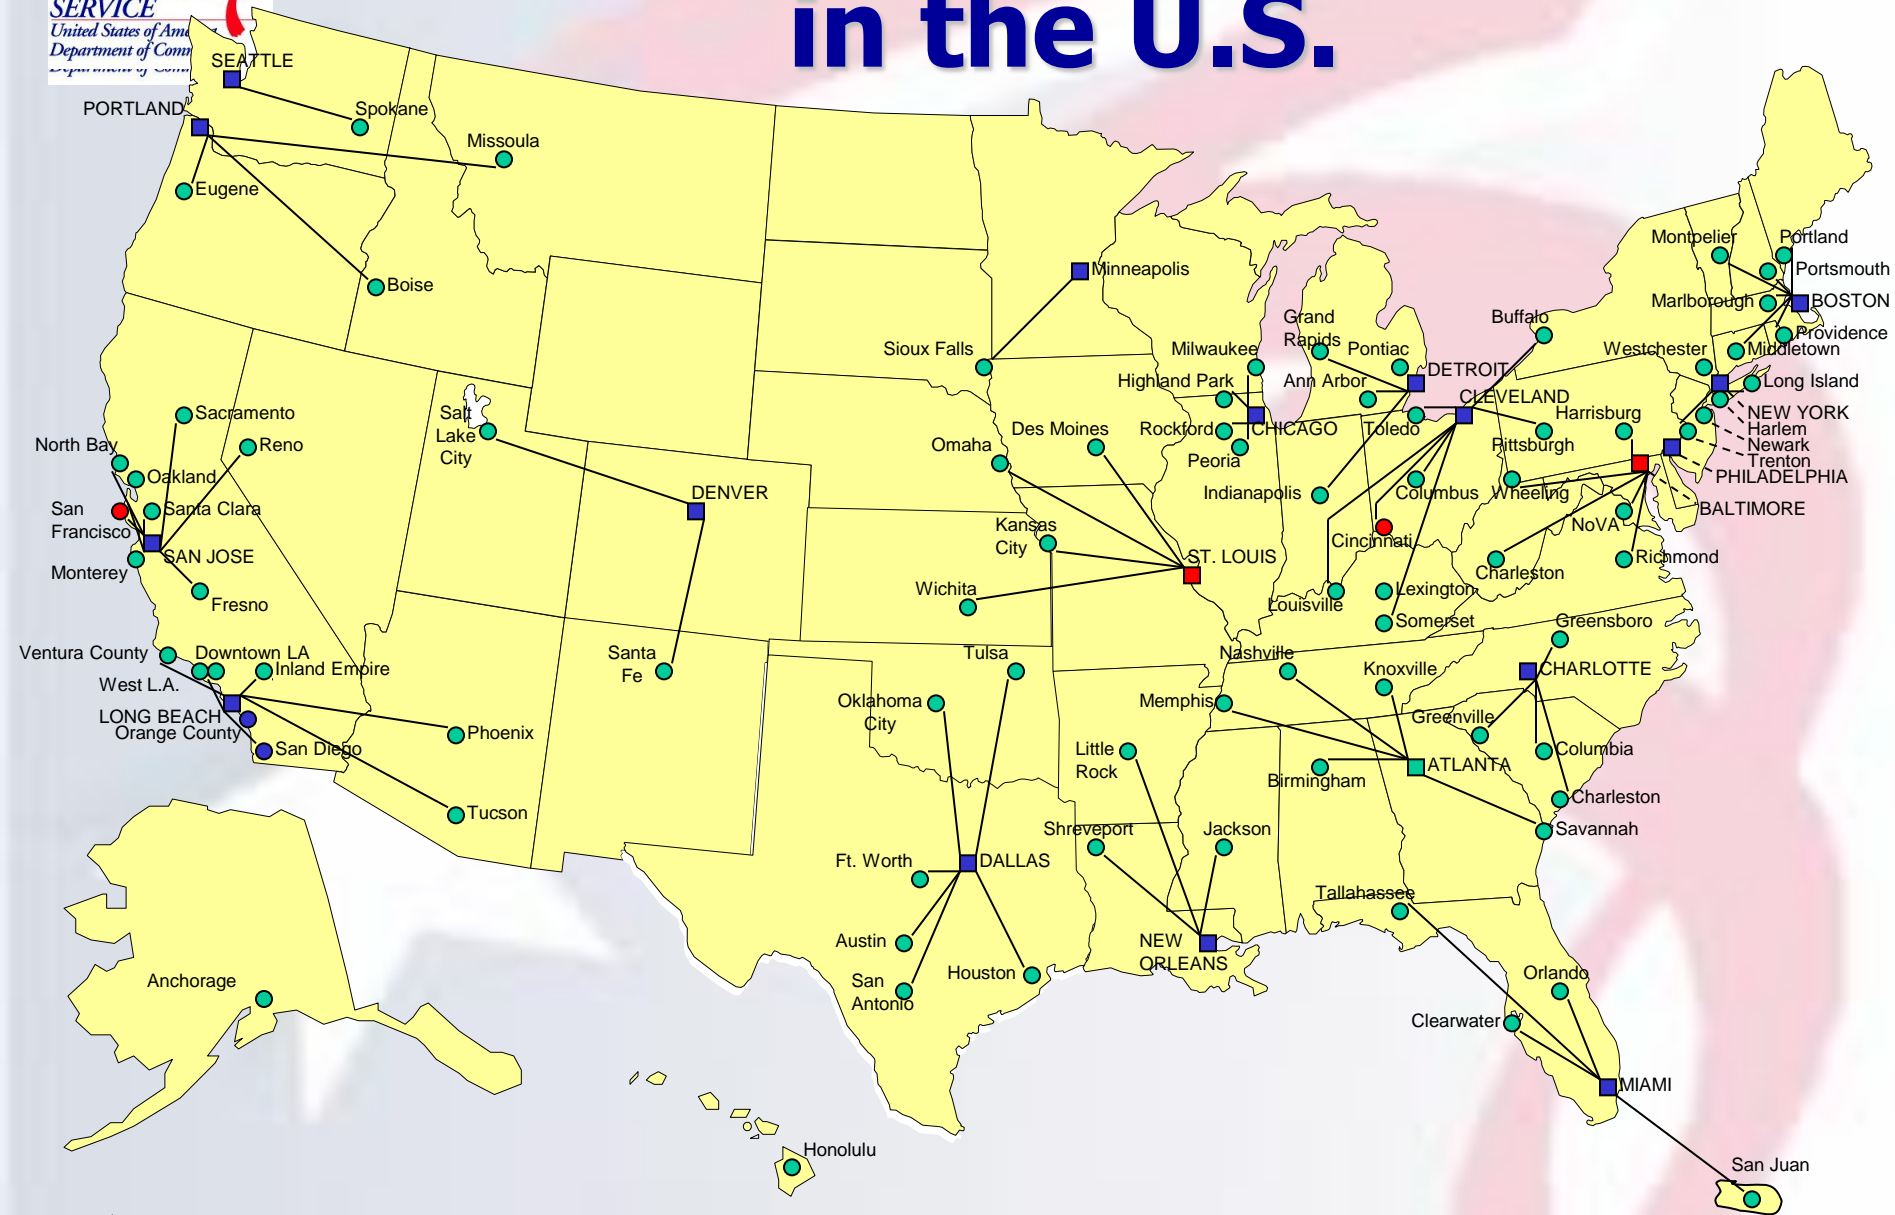 SERVICE
United States of Ame
Department of Comm
in the U.S.
SEATTLE
PORTLAND
Spokane
Missoula
Eugene
Boise
Sacramento
North Bay
Reno
Oakland
San
Francisco
Santa Clara
SAN JOSE
Monterey
Fresno
Ventura County
Downtown LA
Inland Empire
West L.A.
LONG BEACH
Orange County
San Diego
Phoenix
Tucson
Salt
Lake
City
DENVER
Santa
Fe
Minneapolis
Sioux Falls
Omaha
Des Moines
Kansas
City
Wichita
ST. LOUIS
Tulsa
Oklahoma
City
Little
Rock
Shreveport
Jackson
Ft. Worth
DALLAS
Austin
San
Antonio
Houston
NEW
ORLEANS
Milwaukee
Highland Park
Rockford
CHICAGO
Peoria
Grand
Rapids
Pontiac
Ann Arbor
DETROIT
CLEVELAND
Toledo
Indianapolis
Columbus
Cincinnati
Louisville
Lexington
Somerset
Buffalo
Pittsburgh
Wheeling
Harrisburg
NoVA
Charleston
Richmond
Montpelier
Portland
Portsmouth
Marlborough
BOSTON
Providence
Westchester
Middletown
Long Island
NEW YORK
Harlem
Newark
Trenton
PHILADELPHIA
BALTIMORE
Greensboro
CHARLOTTE
Nashville
Knoxville
Memphis
Greenville
Columbia
Birmingham
ATLANTA
Charleston
Savannah
Tallahassee
Orlando
Clearwater
MIAMI
San Juan
Anchorage
Honolulu